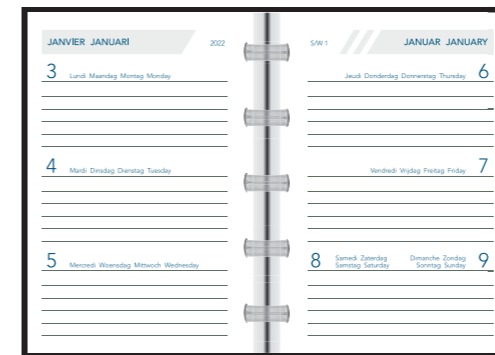 JANVIER JANUARI 2022
3 Lundi Maandag Montag Monday
4 Mardi Dinsdag Dienstag Tuesday
5 Mercredi Woensdag Mittwoch Wednesday
S/W 1 JANUAR JANUARY
Jeudi Donderdag Donnerstag Thursday 6
Vendredi Vrijdag Freitag Friday 7
8 Samedi Zaterdag Dimanche Zondag 9
Samstag Saturday Sonntag Sunday